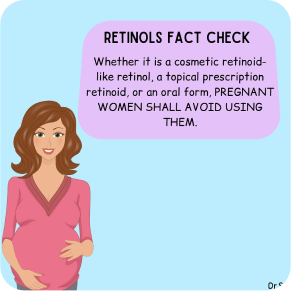 RETINOLS FACT CHECK
Whether it is a cosmetic retinoid-
like retinol, a topical prescription
retinoid, or an oral form, PREGNANT
WOMEN SHALL AVOID USING
THEM.